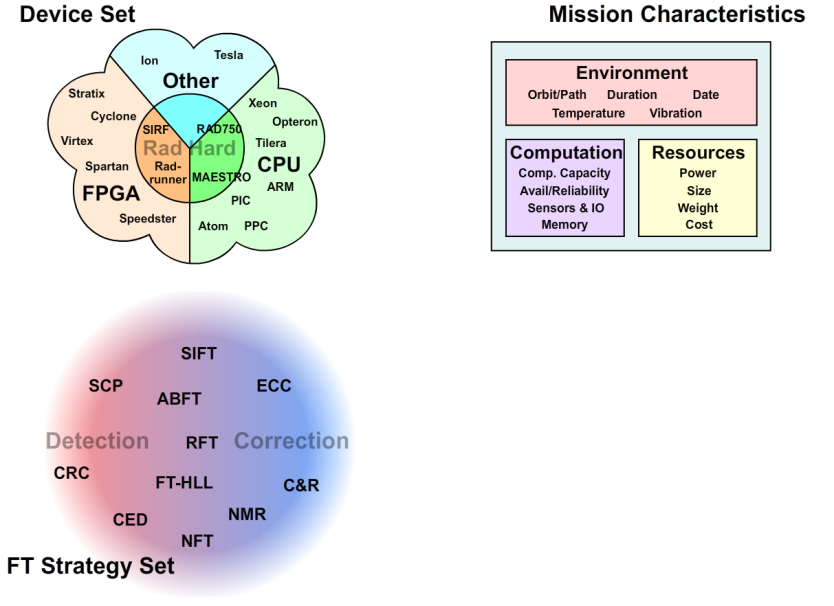 Device Set
Ion
Tesla
Other
Stratix
Xeon
Cyclone
Opteron
SIRF
RAD750
Virtex
Tilera
Rad Hard
Spartan
Rad-
runner
CPU
MAESTRO
ARM
FPGA
PIC
Speedster
Atom
PPC
Mission Characteristics
Environment
Orbit/Path Duration Date
Temperature Vibration
Computation
Comp. Capacity
Avail/Reliability
Sensors & IO
Memory
Resources
Power
Size
Weight
Cost
SIFT
SCP
ECC
ABFT
Detection
RFT
Correction
CRC
FT-HLL
C&R
CED
NMR
NFT
FT Strategy Set